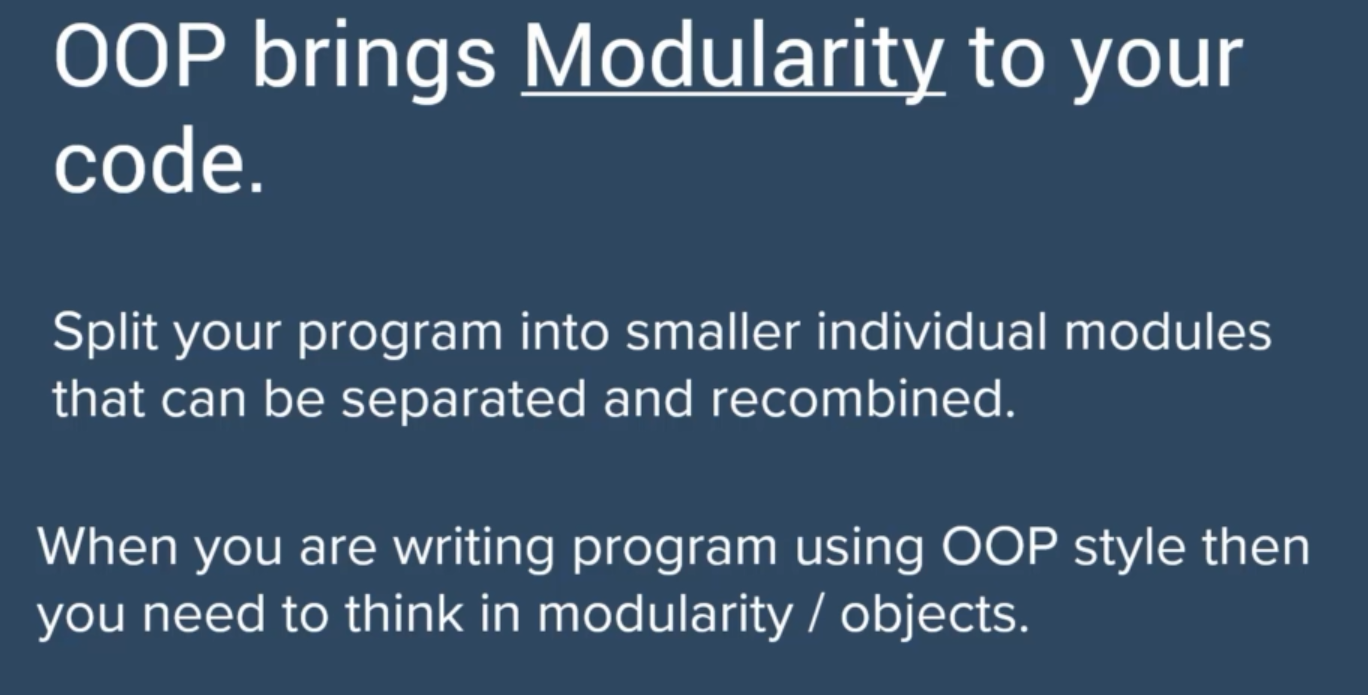 OOP brings Modularity to your
code.
Split your program into smaller individual modules
that can be separated and recombined.
When you are writing program using OOP style then
you need to think in modularity / objects.